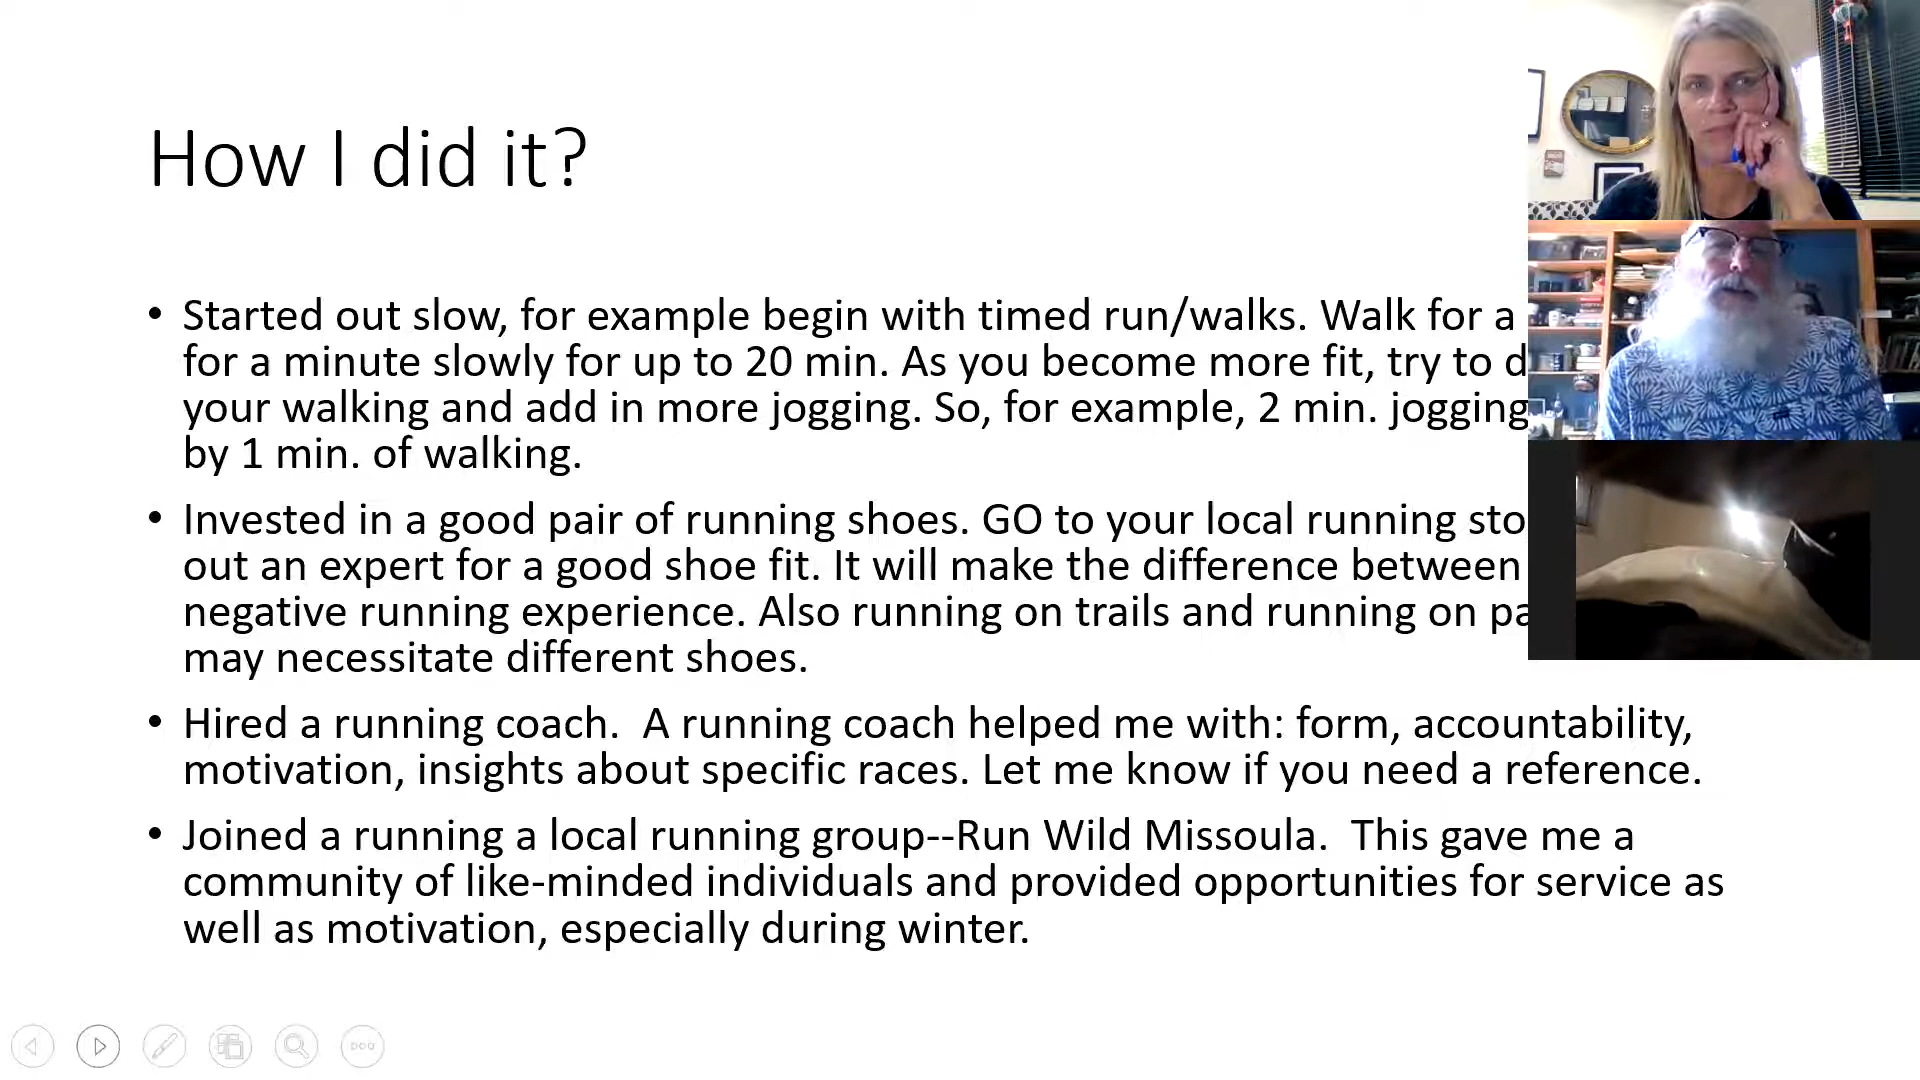 How I did it?
• Started out slow, for example begin with timed run/walks. Walk for a
for a minute slowly for up to 20 min. As you become more fit, try to d
your walking and add in more jogging. So, for example, 2 min. jogging
by 1 min. of walking.
• Invested in a good pair of running shoes. GO to your local running sto
out an expert for a good shoe fit. It will make the difference between
negative running experience. Also running on trails and running on pa
may necessitate different shoes.
• Hired a running coach.  A running coach helped me with: form, accountability,
motivation, insights about specific races. Let me know if you need a reference.
• Joined a running a local running group--Run Wild Missoula.  This gave me a
community of like-minded individuals and provided opportunities for service as
well as motivation, especially during winter.